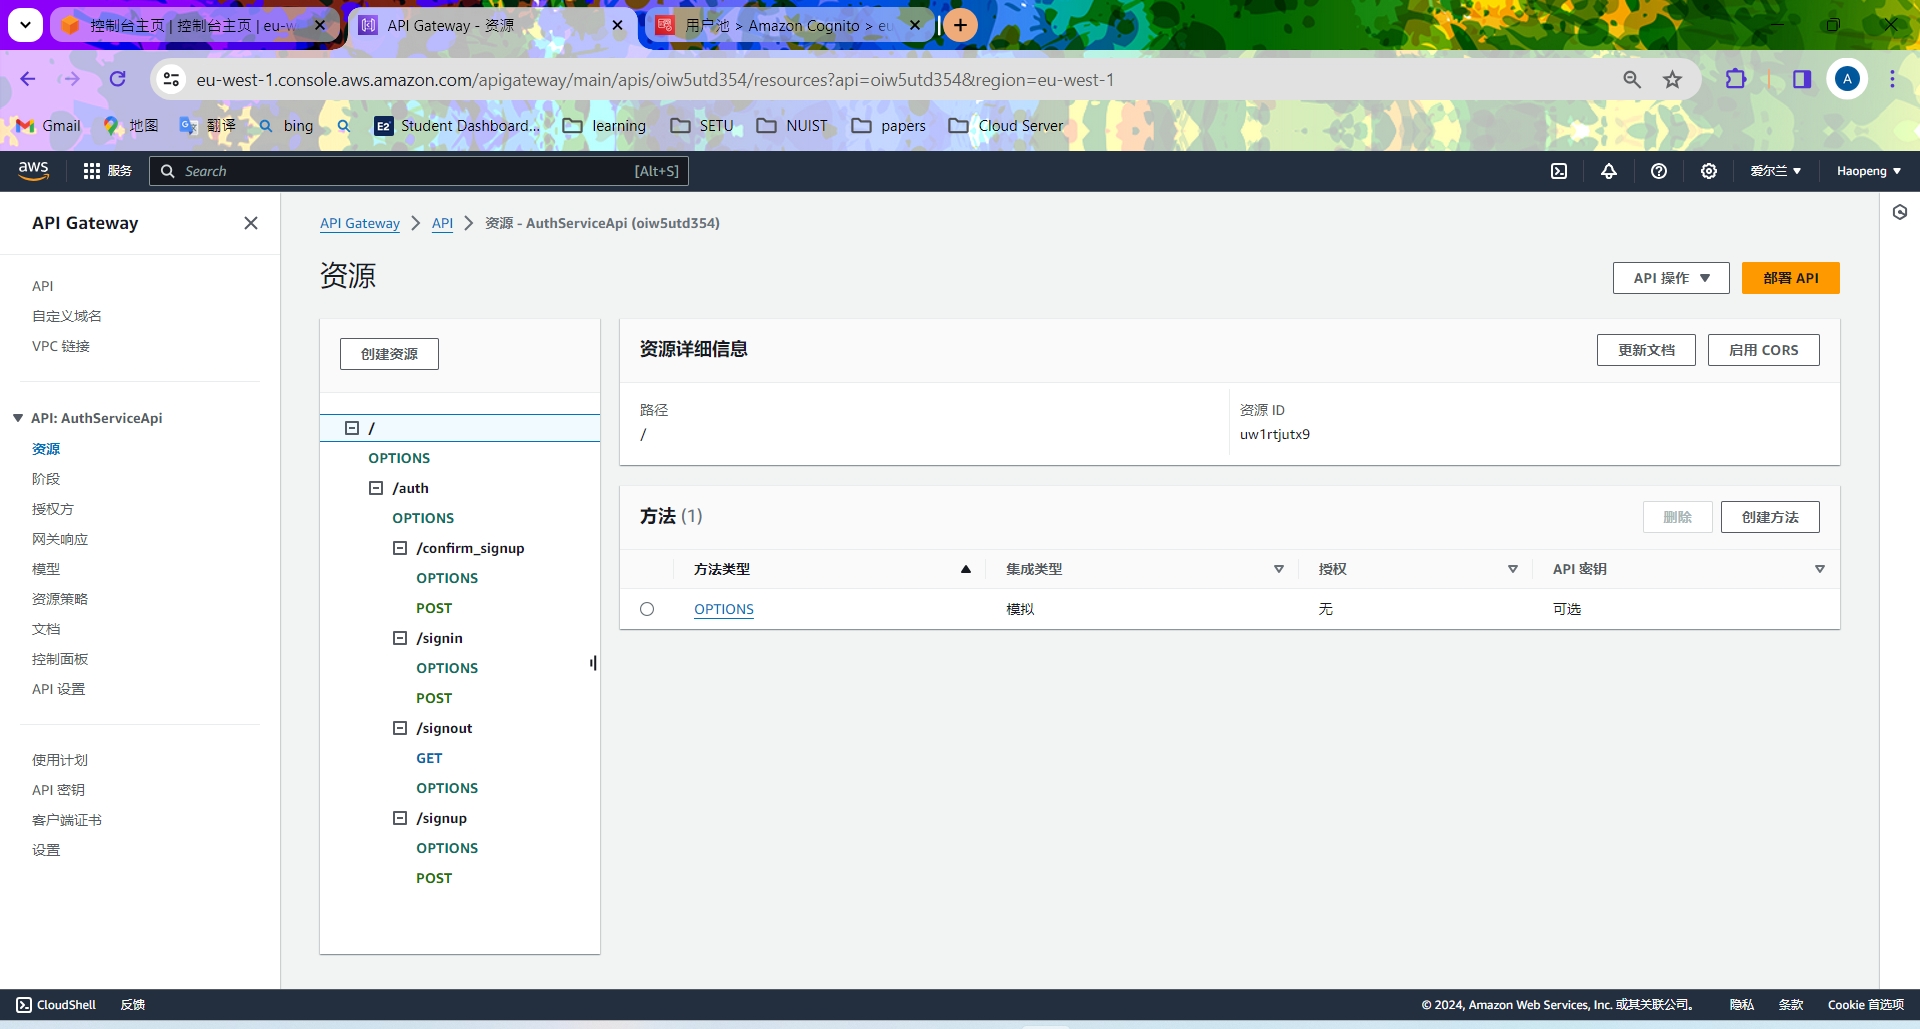 控制台主页 | 控制台主页 | eu-w
API Gateway - 资源
用户池 > Amazon Cognito > eu
eu-west-1.console.aws.amazon.com/apigateway/main/apis/oiw5utd354/resources?api=oiw5utd354&region=eu-west-1
A
Gmail
地图
翻译
bing
E2 Student Dashboard...
learning
SETU
NUIST
papers
Cloud Server
aws
服务
Search
[Alt+S]
爱尔兰
Haopeng
API Gateway
API
自定义域名
VPC 链接
API: AuthServiceApi
资源
阶段
授权方
网关响应
模型
资源策略
文档
控制面板
API 设置
使用计划
API 密钥
客户端证书
设置
API Gateway > API > 资源 - AuthServiceApi (oiw5utd354)
资源
API 操作
部署 API
创建资源
/
OPTIONS
/auth
OPTIONS
/confirm_signup
OPTIONS
POST
/signin
OPTIONS
POST
/signout
GET
OPTIONS
/signup
OPTIONS
POST
资源详细信息
更新文档
启用 CORS
路径
/
资源 ID
uw1rtjutx9
方法 (1)
删除
创建方法
方法类型
集成类型
授权
API 密钥
OPTIONS
模拟
无
可选
CloudShell
反馈
© 2024, Amazon Web Services, Inc. 或其关联公司。
隐私
条款
Cookie 首选项